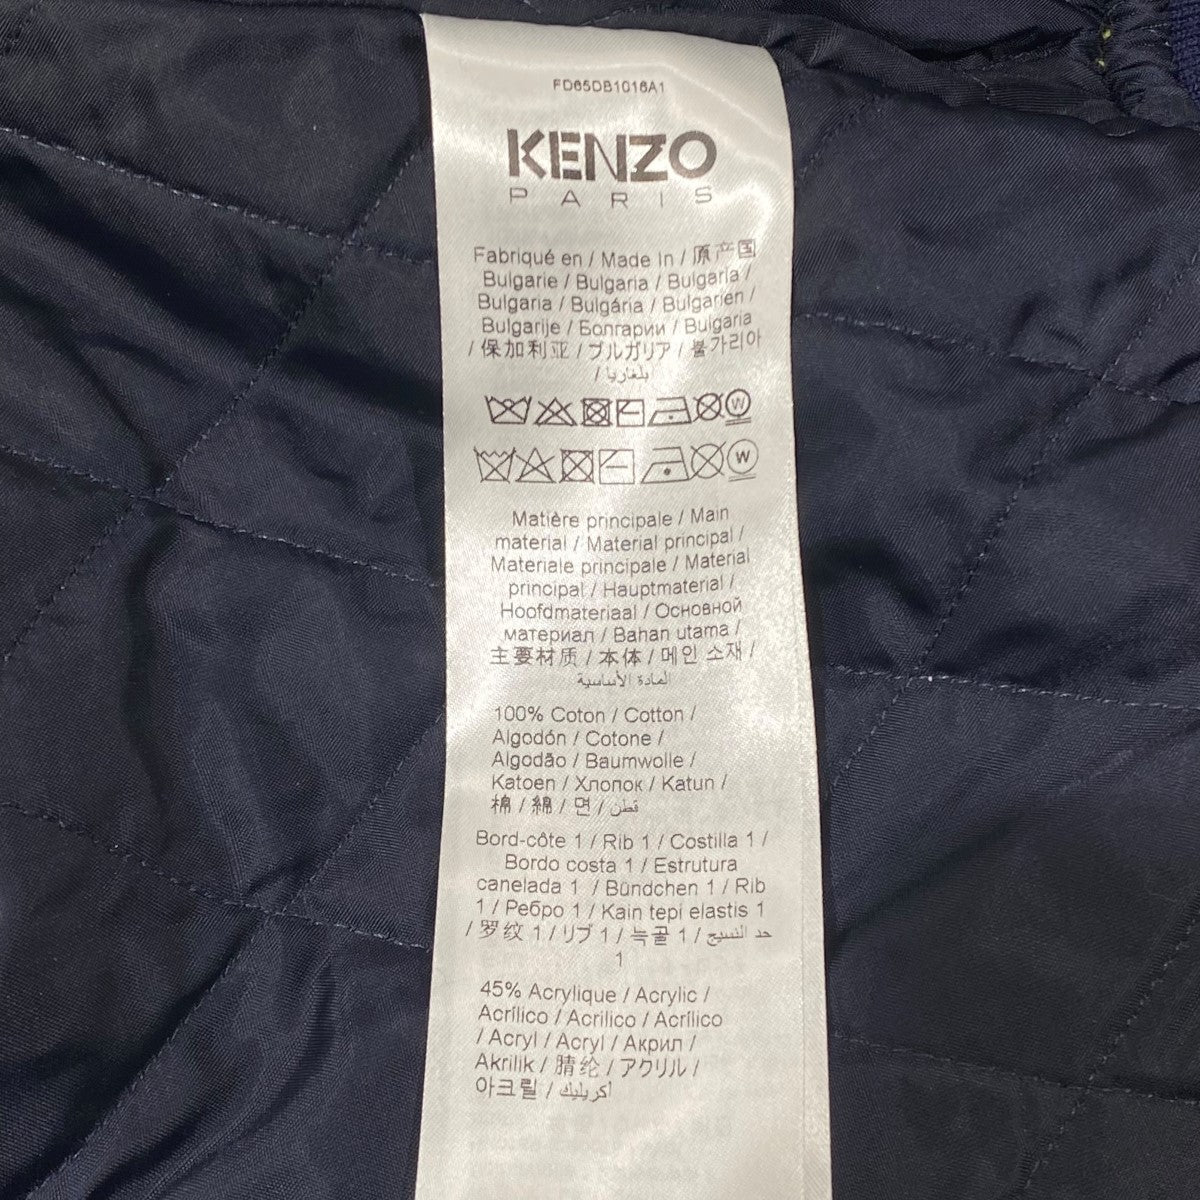 FD65DB1016A1
KENZO
PARIS
Fabriqué en / Made In / 原产国
Bulgarie / Bulgaria / Bulgaria /
Bulgaria / Bulgária / Bulgarien /
Bulgarije / Болгарии / Bulgaria
/ 保加利亚 / ブルガリア / 불가리아
/ بلغاريا
W
W
Matière principale / Main
material / Material principal /
Materiale principale / Material
principal / Hauptmaterial /
Hoofdmateriaal / Основной
материал / Bahan utama /
主要材质 / 本体 / 메인 소재 /
المادة الأساسية
100% Coton / Cotton /
Algodón / Cotone /
Algodão / Baumwolle /
Katoen / Хлопок / Katun /
棉 / 綿 / 면 / قطن
Bord-côte 1 / Rib 1 / Costilla 1 /
Bordo costa 1 / Estrutura
canelada 1 / Bündchen 1 / Rib
1 / Ребро 1 / Kain tepi elastis 1
/ 罗纹 1 / リブ 1 / 늑골 1 / حد النسيج
1
45% Acrylique / Acrylic /
Acrílico / Acrilico / Acrílico
/ Acryl / Acryl / Акрил /
Akrilik / 腈纶 / アクリル /
아크릴 / أكريليك